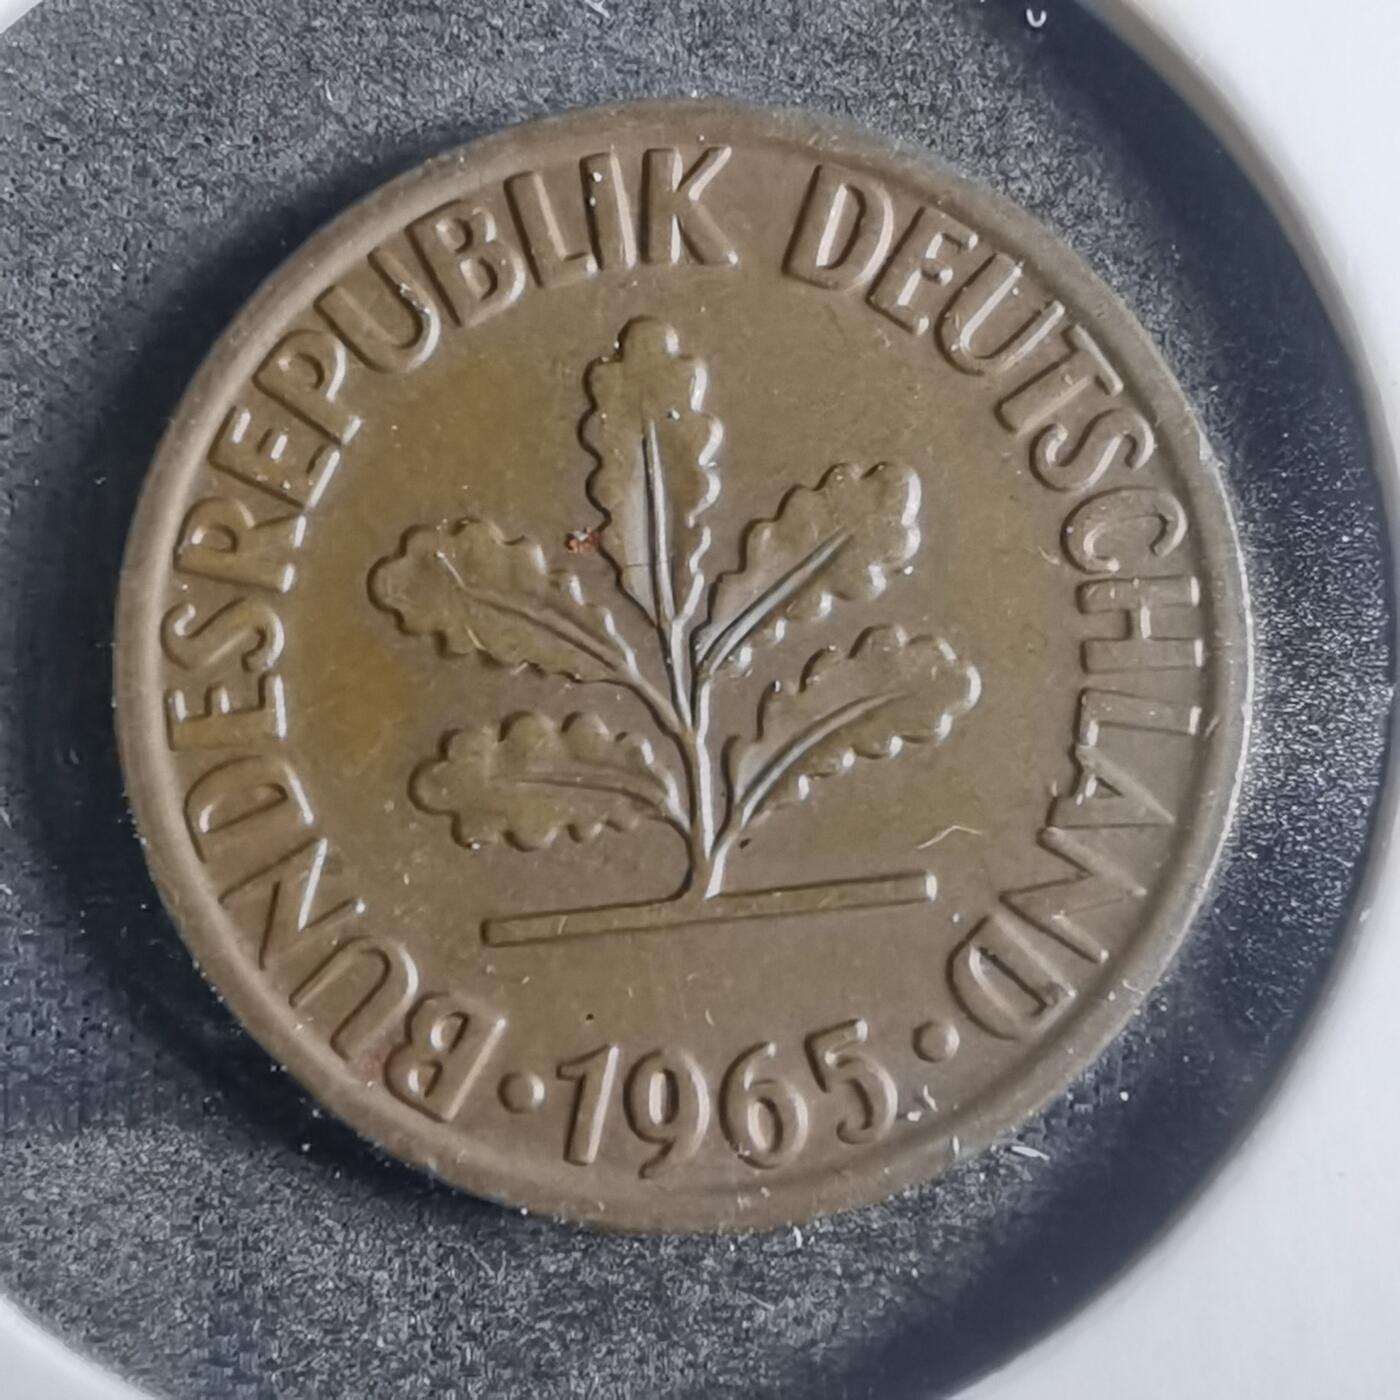 BUNDESREPUBLIK DEUTSCHLAND
· 1965 ·